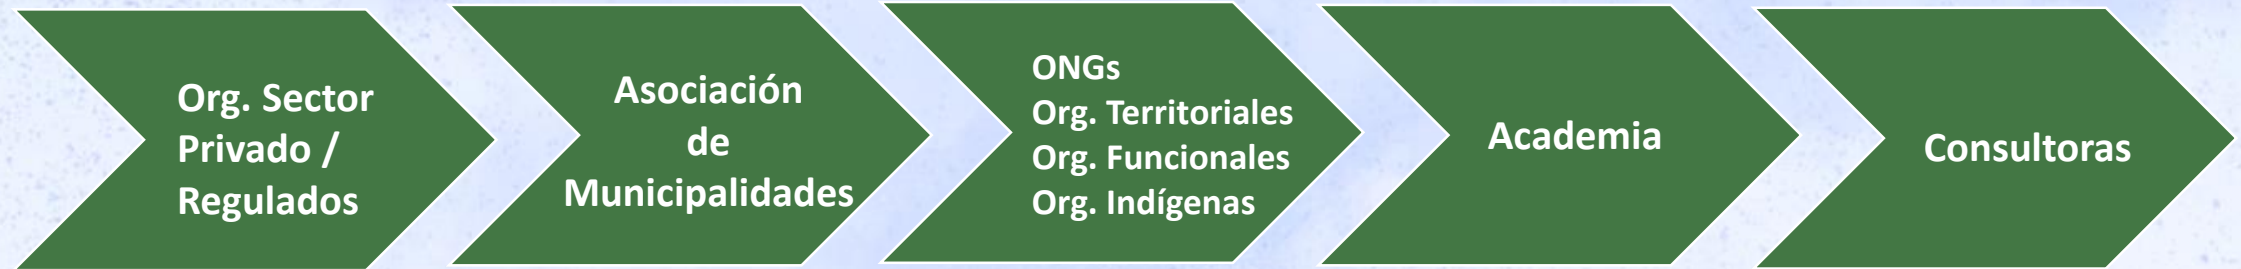 Org. Sector
Privado /
Regulados
Asociación
de
Municipalidades
ONGs
Org. Territoriales
Org. Funcionales
Org. Indígenas
Academia
Consultoras